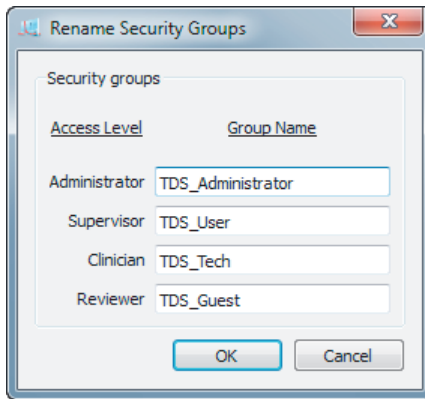 Rename Security Groups
Security groups
Access Level Group Name
Administrator TDS_Administrator
Supervisor TDS_User
Clinician TDS_Tech
Reviewer TDS_Guest
OK Cancel